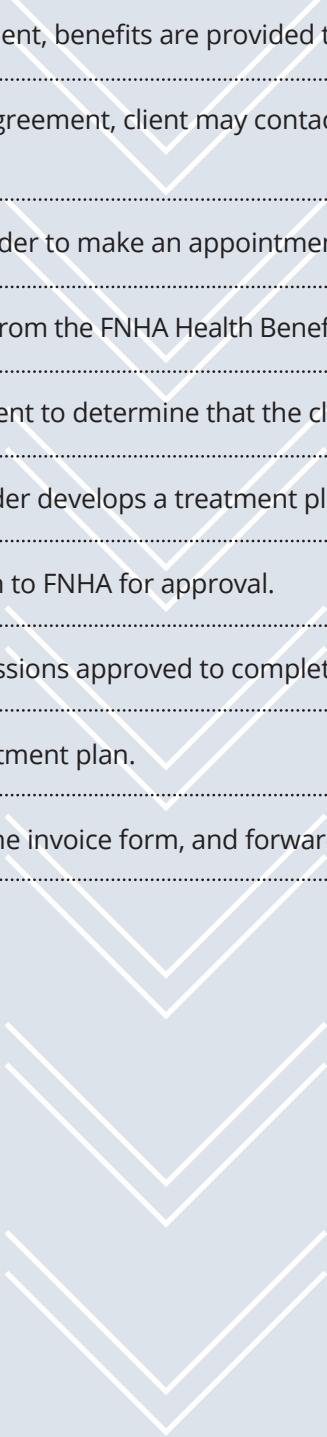 ent, benefits are provided t
greement, client may contac
der to make an appointmen
rom the FNHA Health Benef
ent to determine that the cl
der develops a treatment pl
n to FNHA for approval.
ssions approved to complet
tment plan.
ne invoice form, and forwar